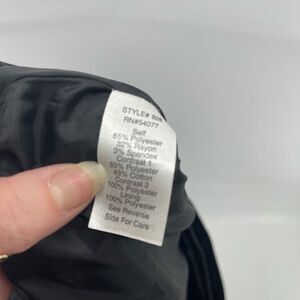 STYLE# 926
RN#54077
Self
65% Polyester
32% Rayon
3% Spandex
Contrast 1
55% Polyester
45% Cotton
Contrast 2
100% Polyester
Lining
100% Polyester
See Reverse
Side For Care